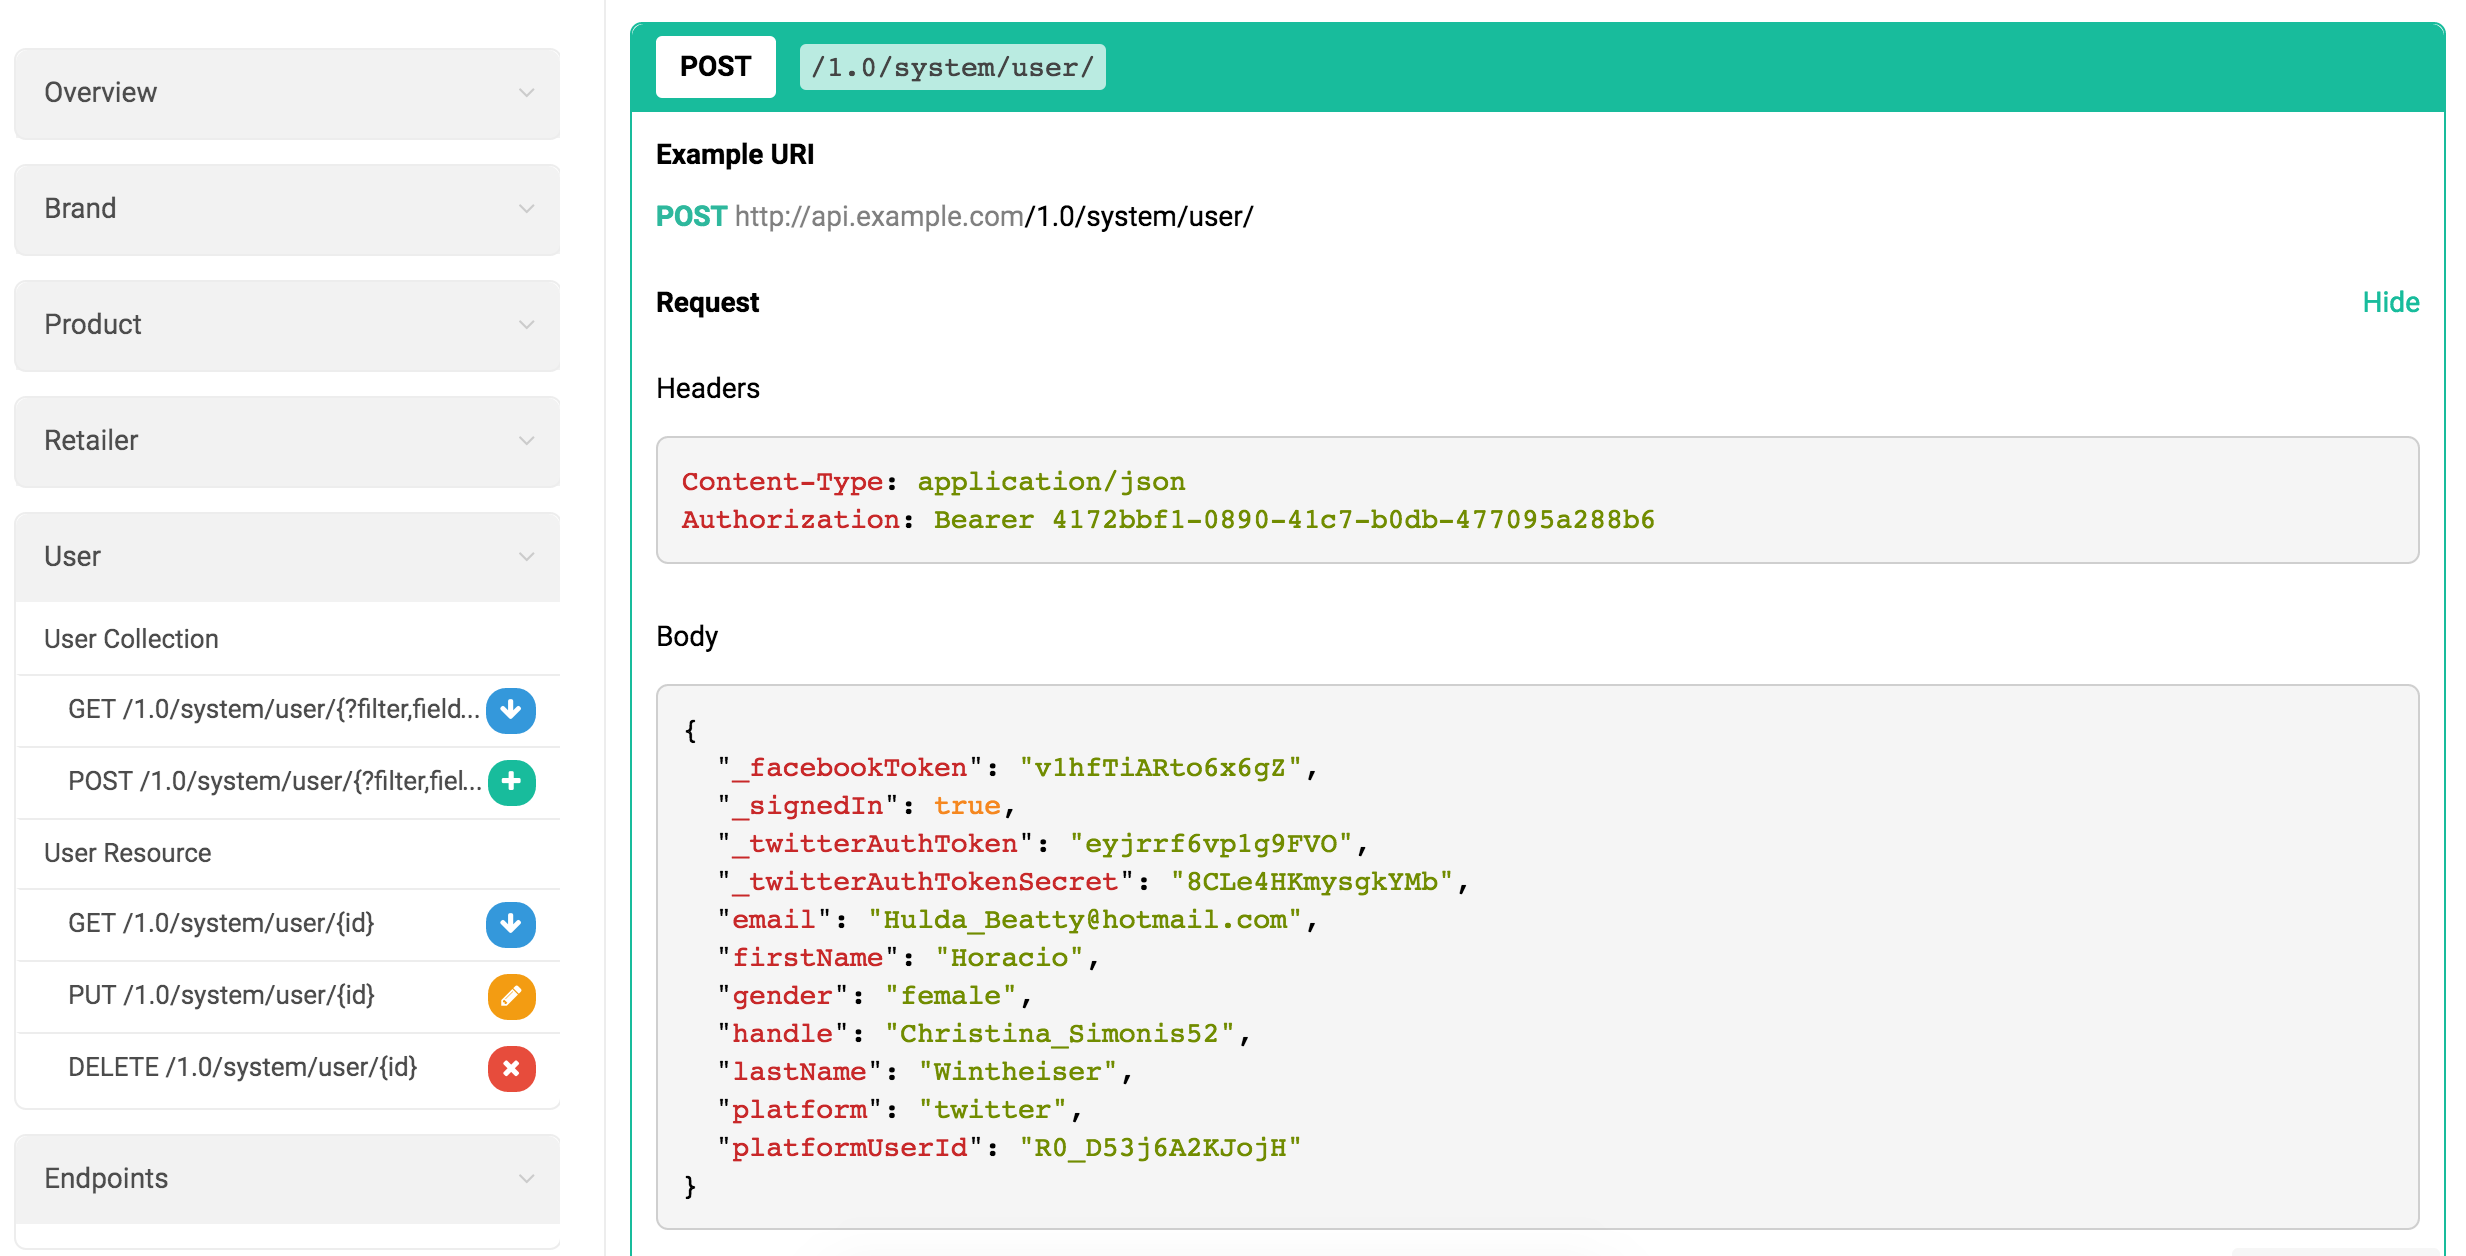 Overview
Brand
Product
Retailer
User
User Collection
GET /1.0/system/user/{?filter,field...
POST /1.0/system/user/{?filter,fiel...
User Resource
GET /1.0/system/user/{id}
PUT /1.0/system/user/{id}
DELETE /1.0/system/user/{id}
Endpoints
POST /1.0/system/user/
Example URI
POST http://api.example.com/1.0/system/user/
Request Hide
Headers
Content-Type: application/json
Authorization: Bearer 4172bbf1-0890-41c7-b0db-477095a288b6
Body
{
  "_facebookToken": "v1hfTiARto6x6gZ",
  "_signedIn": true,
  "_twitterAuthToken": "eyjrrf6vp1g9FVO",
  "_twitterAuthTokenSecret": "8CLe4HKmysgkYMb",
  "email": "Hulda_Beatty@hotmail.com",
  "firstName": "Horacio",
  "gender": "female",
  "handle": "Christina_Simonis52",
  "lastName": "Wintheiser",
  "platform": "twitter",
  "platformUserId": "R0_D53j6A2KJojH"
}